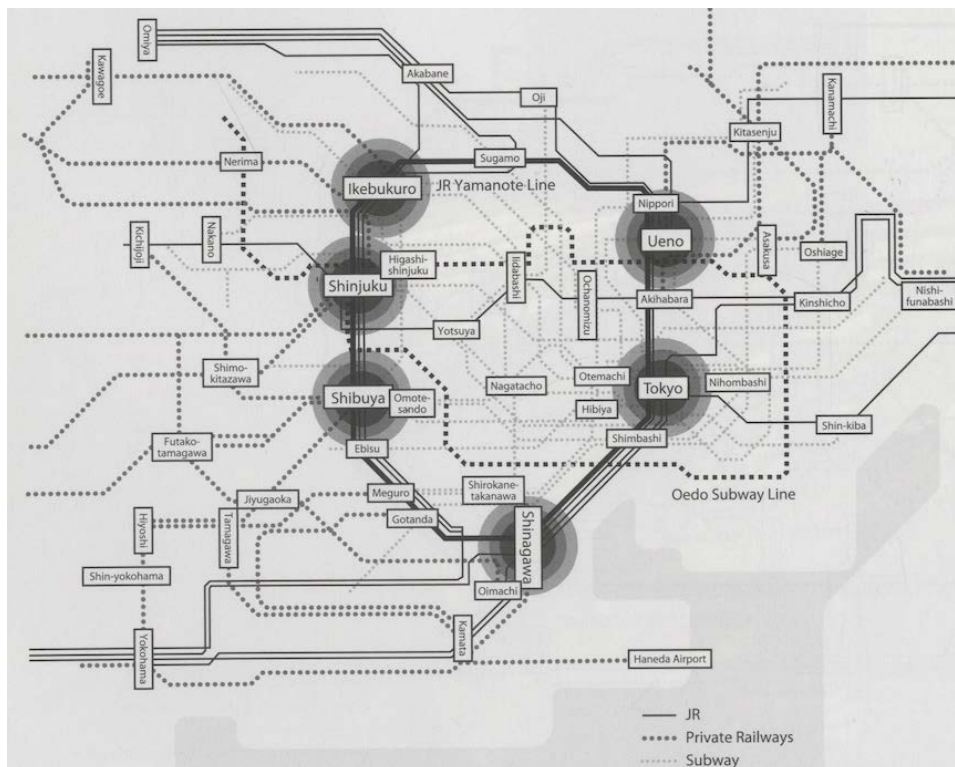 Omiya
Kawagoe
Akabane
Oji
Kanamachi
Kitasenju
Nerima
Sugamo
Ikebukuro
JR Yamanote Line
Nippori
Ueno
Kichijoji
Nakano
Higashi-
shinjuku
Shinjuku
Iidabashi
Asakusa
Oshiage
Ochanomizu
Akihabara
Kinshicho
Nishi-
funabashi
Yotsuya
Shimo-
kitazawa
Nagatacho
Otemachi
Tokyo
Nihombashi
Shibuya
Omote-
sando
Hibiya
Shin-kiba
Futako-
tamagawa
Ebisu
Shimbashi
Jiyugaoka
Meguro
Shirokane-
takanawa
Oedo Subway Line
Hiyoshi
Tamagawa
Gotanda
Shinagawa
Shin-yokohama
Oimachi
Yokohama
Kamata
Haneda Airport
JR
Private Railways
Subway